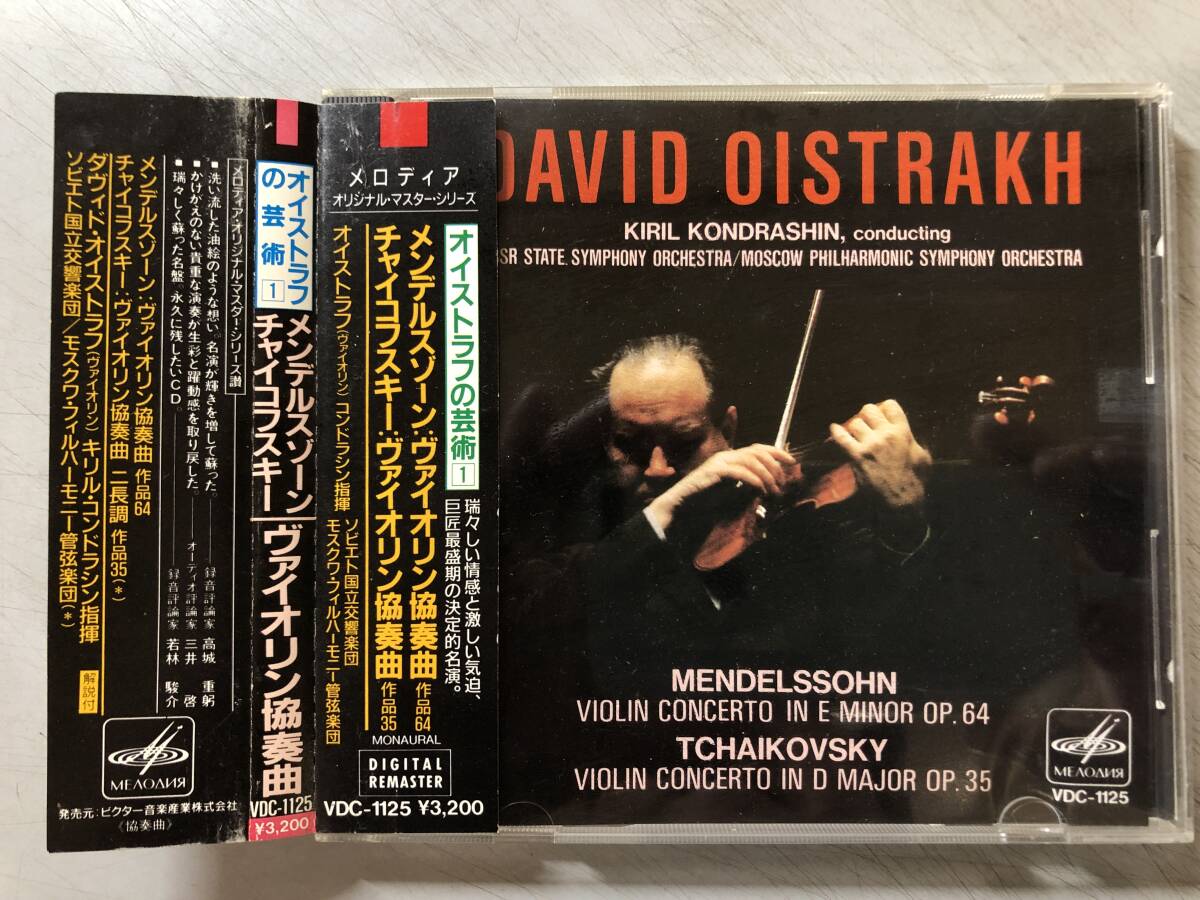 メンデルスゾーン：ヴァイオリン協奏曲 作品64
チャイコフスキー：ヴァイオリン協奏曲 ニ長調 作品35(*)
ダヴィド・オイストラフ(ヴァイオリン) キリル・コンドラシン指揮
ソビエト国立交響楽団/モスクワ・フィルハーモニー管弦楽団(*)
解説付
メロディア・オリジナル・マスター・シリーズ讃
■洗い流した油絵のような想い。名演が輝きを増して蘇った。——録音評論家 高城 重躬
■かけがえのない貴重な演奏が生彩と躍動感を取り戻した。——オーディオ評論家 三井 啓
■瑞々しく蘇った名盤。永久に残したいCD。——録音評論家 若林 駿介
МЕЛОДИЯ
発売元：ビクター音楽産業株式会社
《協奏曲》
オイストラフの芸術1
メンデルスゾーン
チャイコフスキー
ヴァイオリン協奏曲
VDC-1125
¥3,200
メロディア
オリジナル・マスター・シリーズ
オイストラフの芸術1
瑞々しい情感と激しい気迫、
巨匠最盛期の決定的名演。
メンデルスゾーン：ヴァイオリン協奏曲 作品64
チャイコフスキー：ヴァイオリン協奏曲 作品35
オイストラフ(ヴァイオリン) コンドラシン指揮
ソビエト国立交響楽団
モスクワ・フィルハーモニー管弦楽団
MONAURAL
DIGITAL
REMASTER
VDC-1125 ¥3,200
DAVID OISTRAKH
KIRIL KONDRASHIN, conducting
SSR STATE SYMPHONY ORCHESTRA/MOSCOW PHILHARMONIC SYMPHONY ORCHESTRA
MENDELSSOHN
VIOLIN CONCERTO IN E MINOR OP. 64
TCHAIKOVSKY
VIOLIN CONCERTO IN D MAJOR OP. 35
МЕЛОДИЯ
VDC-1125